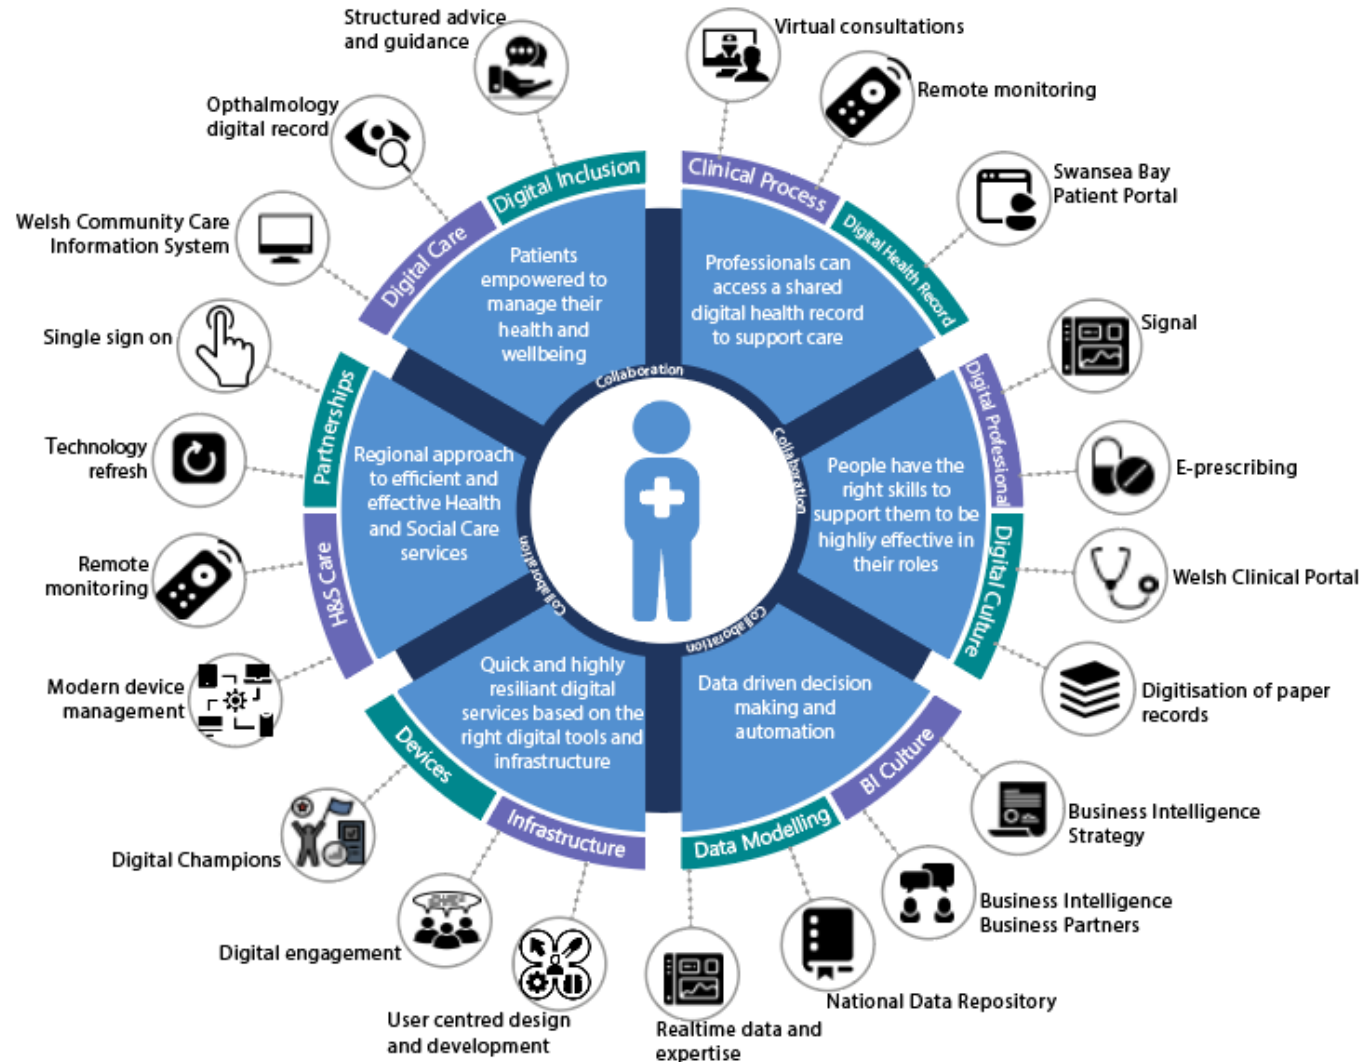 Structured advice
and guidance
Virtual consultations
Remote monitoring
Opthalmology
digital record
Swansea Bay
Patient Portal
Welsh Community Care
Information System
Signal
Single sign on
E-prescribing
Technology
refresh
Welsh Clinical Portal
Remote
monitoring
Digitisation of paper
records
Modern device
management
Business Intelligence
Strategy
Digital Champions
Business Intelligence
Business Partners
Digital engagement
National Data Repository
User centred design
and development
Realtime data and
expertise
Digital Inclusion
Clinical Process
Digital Health Record
Digital Professional
Digital Culture
BI Culture
Data Modelling
Infrastructure
Devices
H&S Care
Partnerships
Digital Care
Patients
empowered to
manage their
health and
wellbeing
Professionals can
access a shared
digital health record
to support care
People have the
right skills to
support them to be
highliy effective in
their roles
Data driven decision
making and
automation
Quick and highly
resiliant digital
services based on the
right digital tools and
infrastructure
Regional approach
to efficient and
effective Health
and Social Care
services
Collaboration
Collaboration
Collaboration
Collaboration